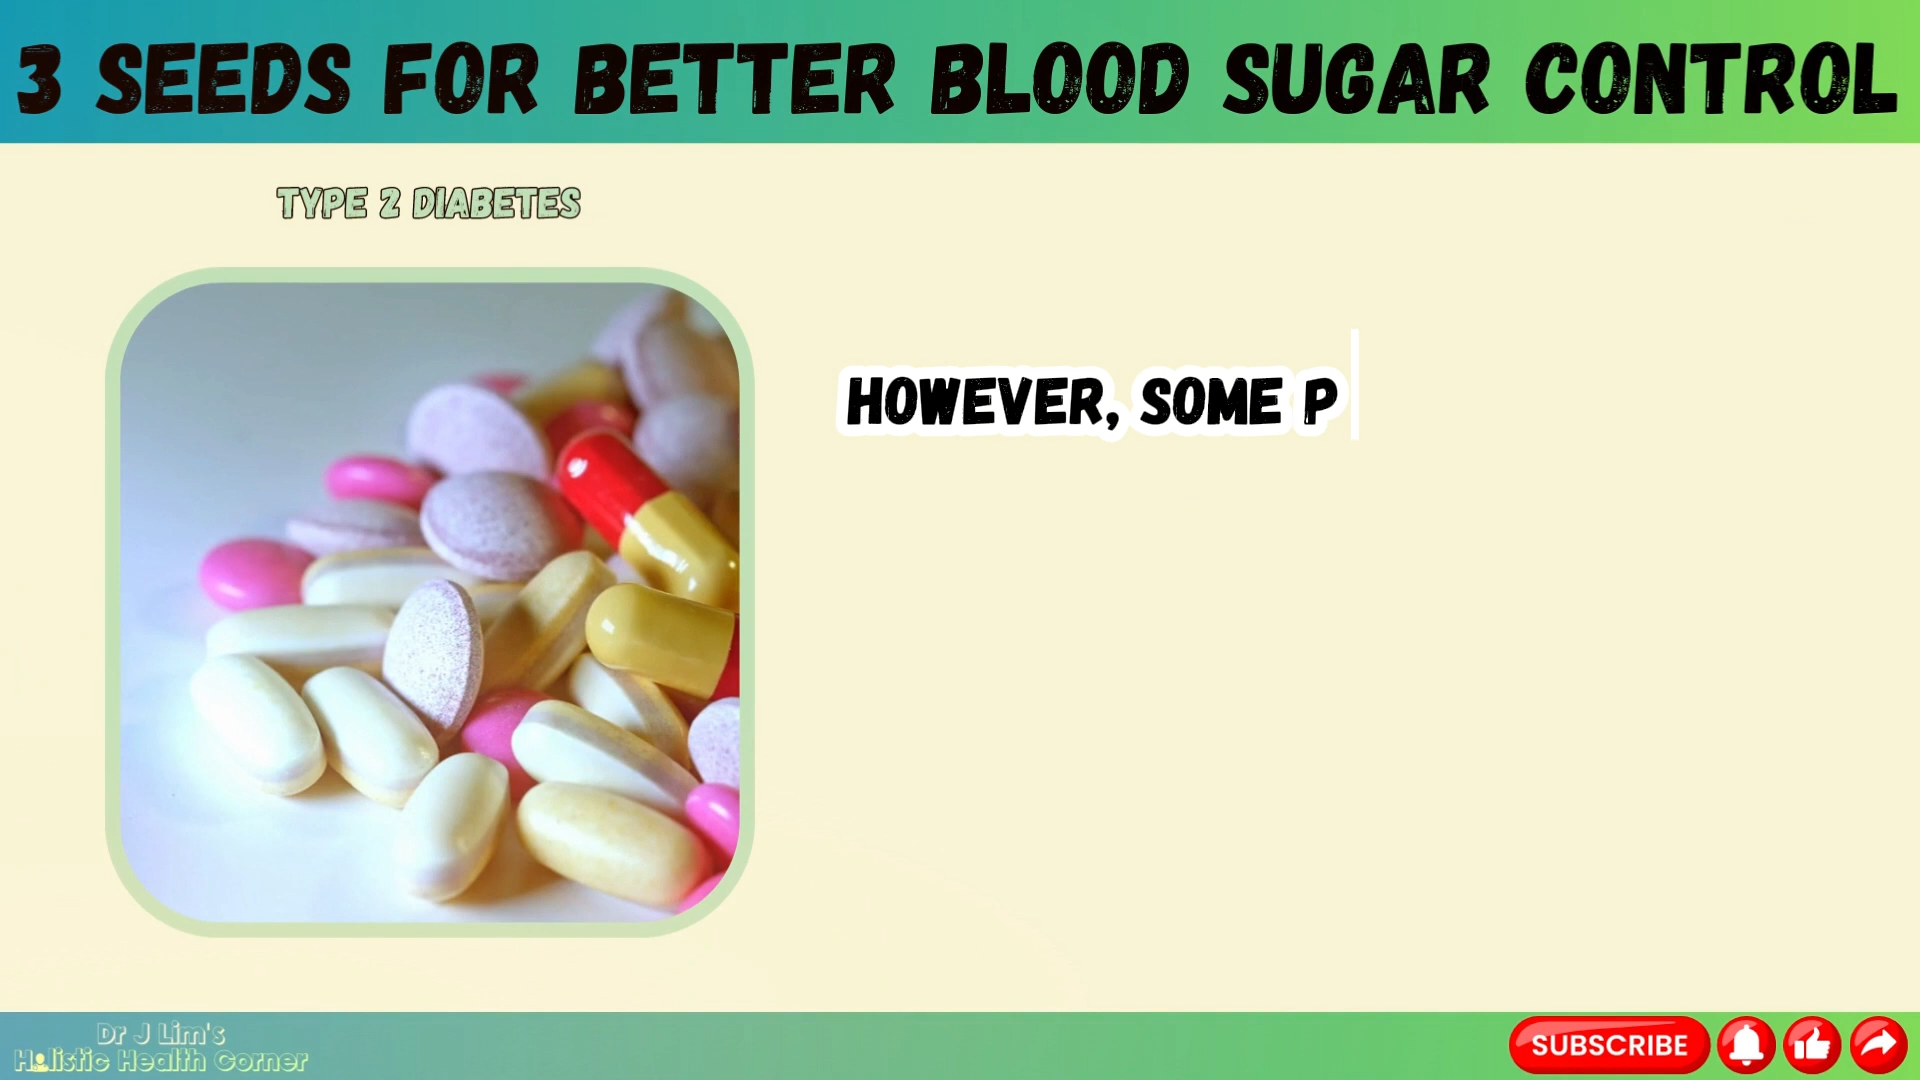 3 SEEDS FOR BETTER BLOOD SUGAR CONTROL
TYPE 2 DIABETES
HOWEVER, SOME P
Dr J Lim's
Holistic Health Corner
SUBSCRIBE